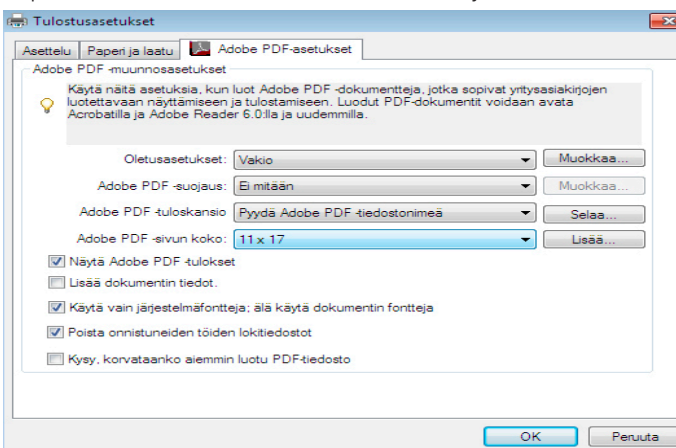 Tulostusasetukset
Asettelu Paperi ja laatu Adobe PDF-asetukset
Adobe PDF -muunnosasetukset
Käytä näitä asetuksia, kun luot Adobe PDF -dokumentteja, jotka sopivat yritysasiakirjojen
luotettavaan näyttämiseen ja tulostamiseen. Luodut PDF-dokumentit voidaan avata
Acrobatilla ja Adobe Reader 6.0:lla ja uudemmilla.
Oletusasetukset: Vakio Muokkaa...
Adobe PDF -suojaus: Ei mitään Muokkaa...
Adobe PDF -tuloskansio Pyydä Adobe PDF -tiedostonimeä Selaa...
Adobe PDF -sivun koko: 11 x 17 Lisää...
Näytä Adobe PDF -tulokset
Lisää dokumentin tiedot.
Käytä vain järjestelmäfontteja; älä käytä dokumentin fontteja
Poista onnistuneiden töiden lokitiedostot
Kysy, korvataanko aiemmin luotu PDF-tiedosto
OK Peruuta